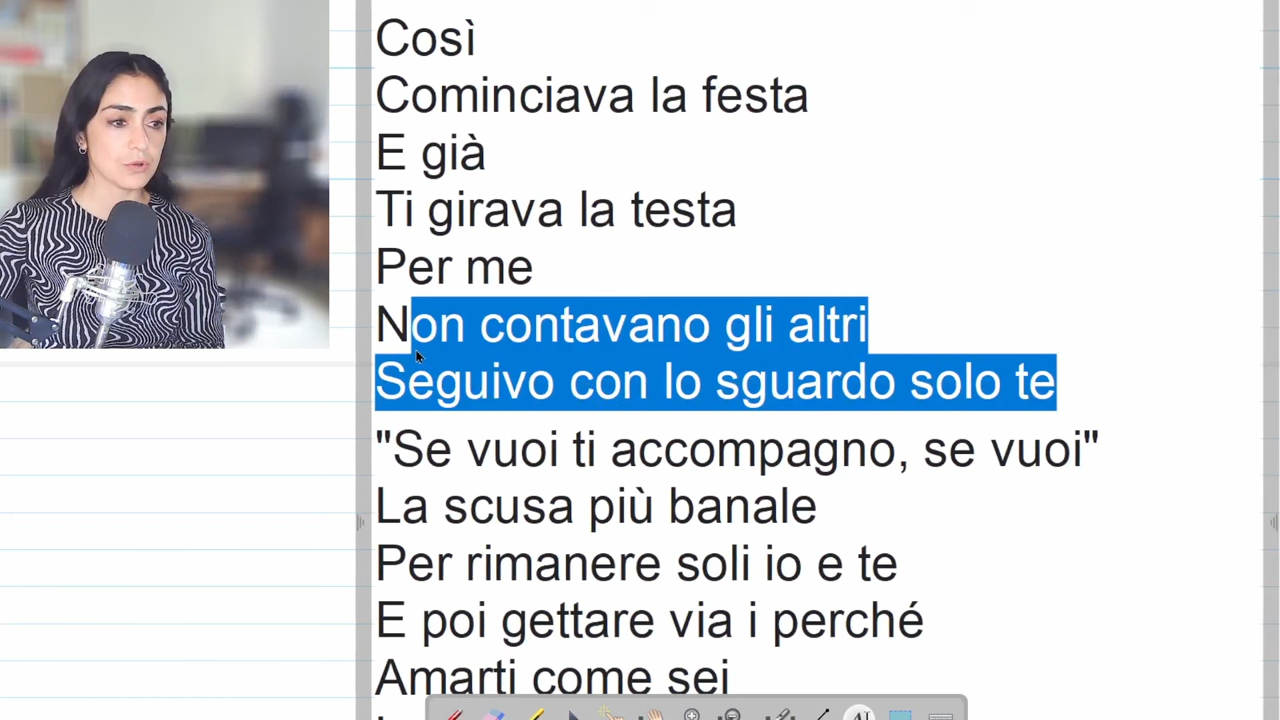 Così
Cominciava la festa
E già
Ti girava la testa
Per me
Non contavano gli altri
Seguivo con lo sguardo solo te
"Se vuoi ti accompagno, se vuoi"
La scusa più banale
Per rimanere soli io e te
E poi gettare via i perché
Amarti come sei